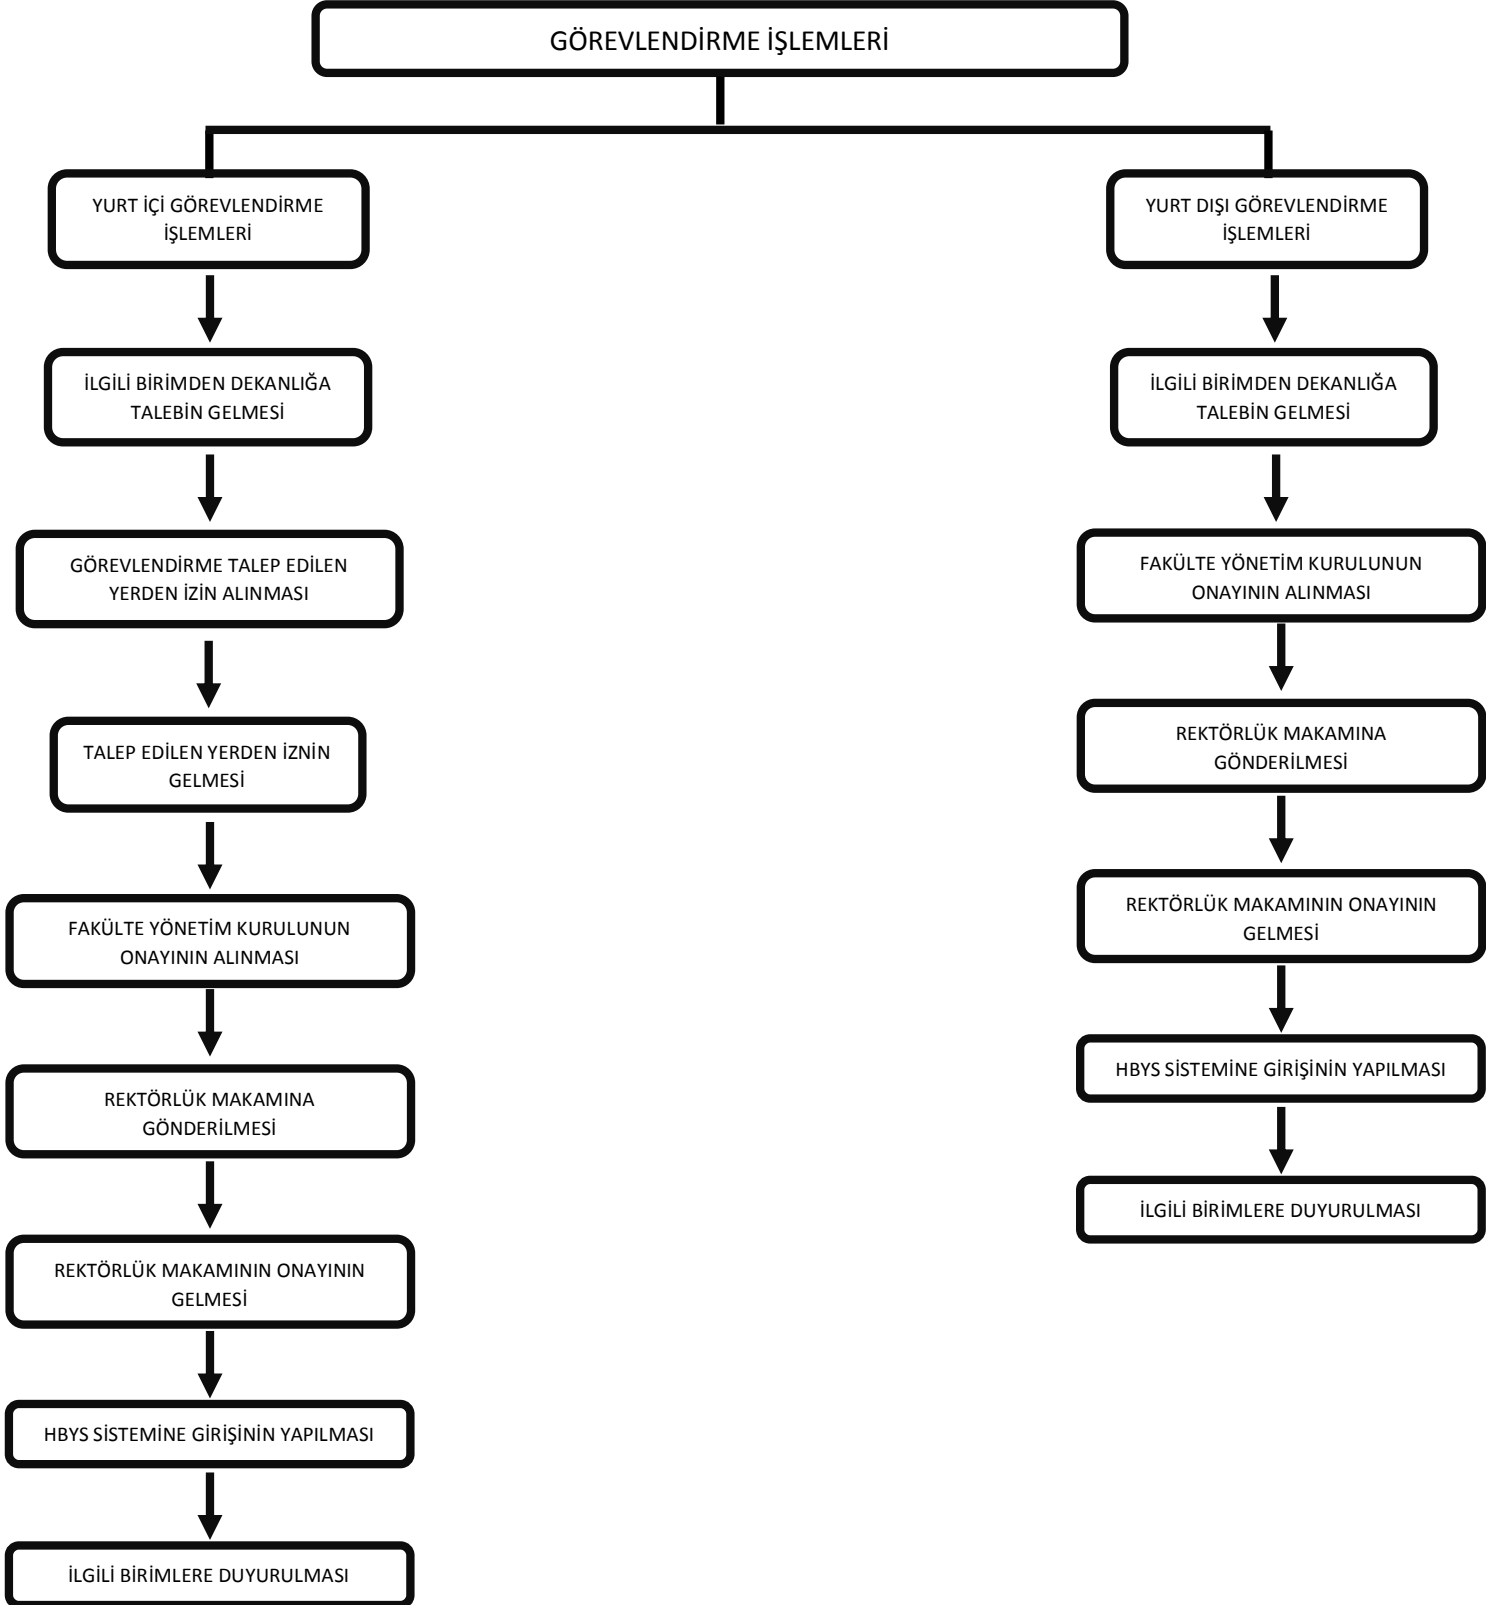 GÖREVLENDİRME İŞLEMLERİ
YURT İÇİ GÖREVLENDİRME
İŞLEMLERİ
İLGİLİ BİRİMDEN DEKANLIĞA
TALEBİN GELMESİ
GÖREVLENDİRME TALEP EDİLEN
YERDEN İZİN ALINMASI
TALEP EDİLEN YERDEN İZNİN
GELMESİ
FAKÜLTE YÖNETİM KURULUNUN
ONAYININ ALINMASI
REKTÖRLÜK MAKAMINA
GÖNDERİLMESİ
REKTÖRLÜK MAKAMININ ONAYININ
GELMESİ
HBYS SİSTEMİNE GİRİŞİNİN YAPILMASI
İLGİLİ BİRİMLERE DUYURULMASI
YURT DIŞI GÖREVLENDİRME
İŞLEMLERİ
İLGİLİ BİRİMDEN DEKANLIĞA
TALEBİN GELMESİ
FAKÜLTE YÖNETİM KURULUNUN
ONAYININ ALINMASI
REKTÖRLÜK MAKAMINA
GÖNDERİLMESİ
REKTÖRLÜK MAKAMININ ONAYININ
GELMESİ
HBYS SİSTEMİNE GİRİŞİNİN YAPILMASI
İLGİLİ BİRİMLERE DUYURULMASI